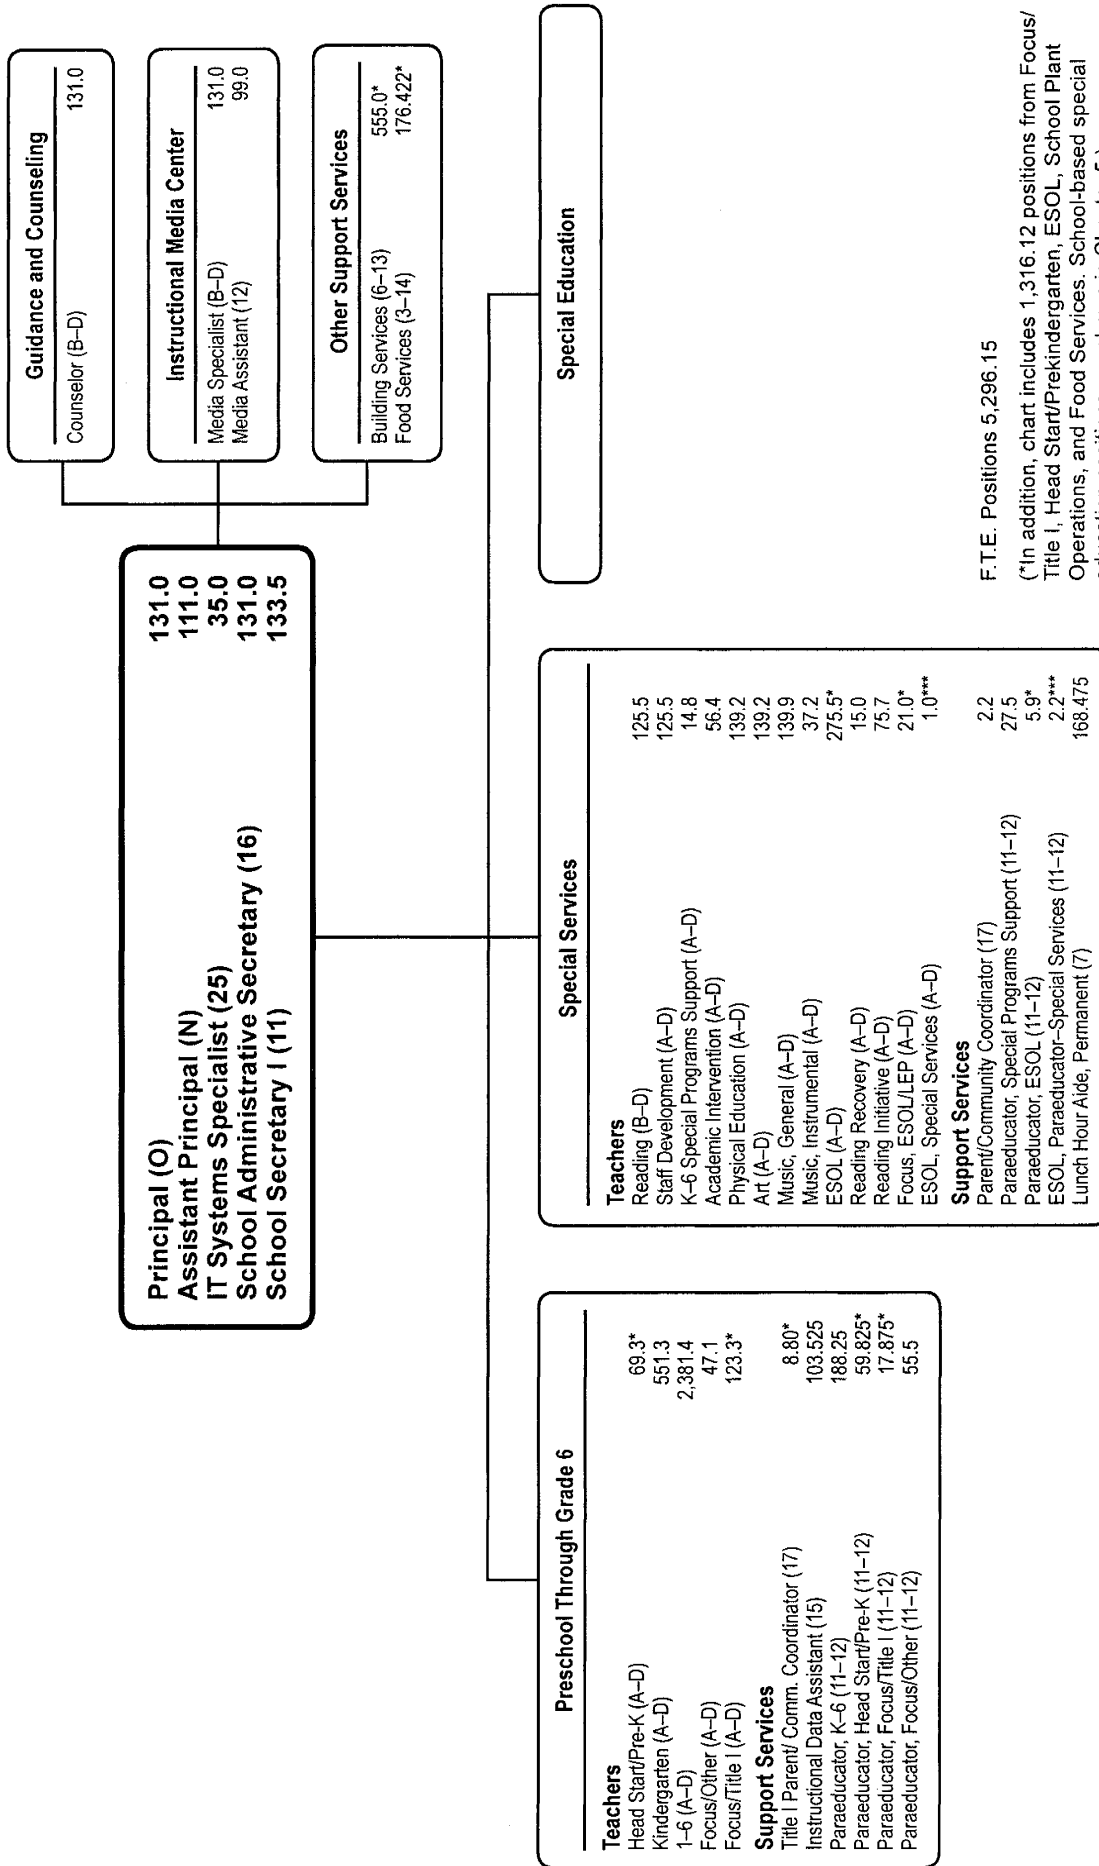 Principal (O) 131.0
Assistant Principal (N) 111.0
IT Systems Specialist (25) 35.0
School Administrative Secretary (16) 131.0
School Secretary I (11) 133.5
Guidance and Counseling
Counselor (B–D) 131.0
Instructional Media Center
Media Specialist (B–D) 131.0
Media Assistant (12) 99.0
Other Support Services
Building Services (6–13) 555.0*
Food Services (3–14) 176.422*
Preschool Through Grade 6
Teachers
Head Start/Pre-K (A–D) 69.3*
Kindergarten (A–D) 551.3
1–6 (A–D) 2,381.4
Focus/Other (A–D) 47.1
Focus/Title I (A–D) 123.3*
Support Services
Title I Parent/ Comm. Coordinator (17) 8.80*
Instructional Data Assistant (15) 103.525
Paraeducator, K–6 (11–12) 188.25
Paraeducator, Head Start/Pre-K (11–12) 59.825*
Paraeducator, Focus/Title I (11–12) 17.875*
Paraeducator, Focus/Other (11–12) 55.5
Special Services
Teachers
Reading (B–D) 125.5
Staff Development (A–D) 125.5
K–6 Special Programs Support (A–D) 14.8
Academic Intervention (A–D) 56.4
Physical Education (A–D) 139.2
Art (A–D) 139.2
Music, General (A–D) 139.9
Music, Instrumental (A–D) 37.2
ESOL (A–D) 275.5*
Reading Recovery (A–D) 15.0
Reading Initiative (A–D) 75.7
Focus, ESOL/LEP (A–D) 21.0*
ESOL, Special Services (A–D) 1.0***
Support Services
Parent/Community Coordinator (17) 2.2
Paraeducator, Special Programs Support (11–12) 27.5
Paraeducator, ESOL (11–12) 5.9*
ESOL, Paraeducator–Special Services (11–12) 2.2***
Lunch Hour Aide, Permanent (7) 168.475
Special Education
F.T.E. Positions 5,296.15
(*In addition, chart includes 1,316.12 positions from Focus/
Title I, Head Start/Prekindergarten, ESOL, School Plant
Operations, and Food Services. School-based special